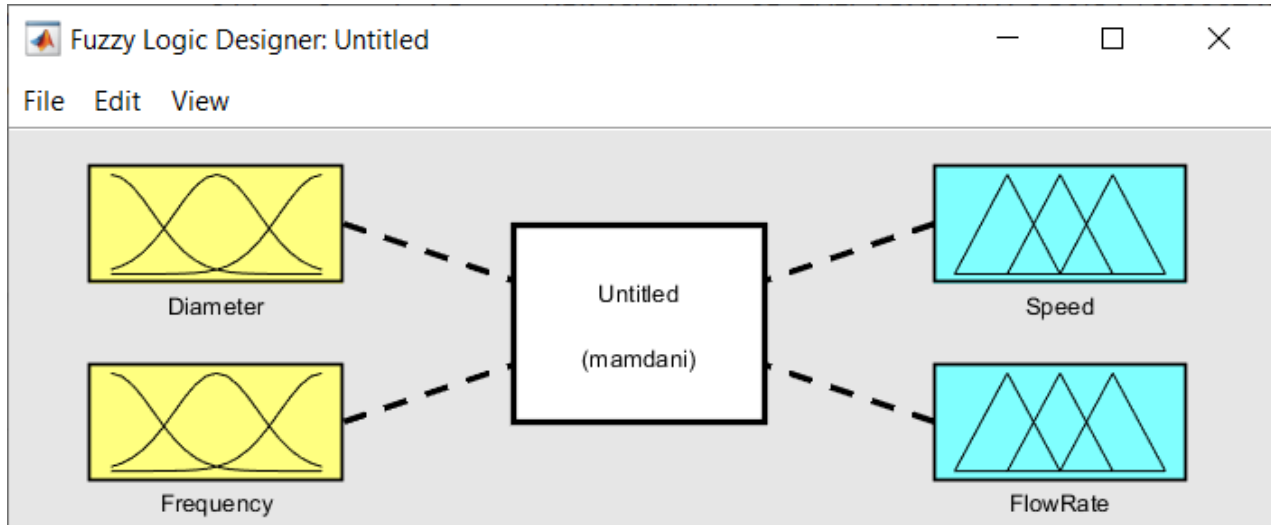 Fuzzy Logic Designer: Untitled
File Edit View
Diameter
Frequency
Untitled
(mamdani)
Speed
FlowRate